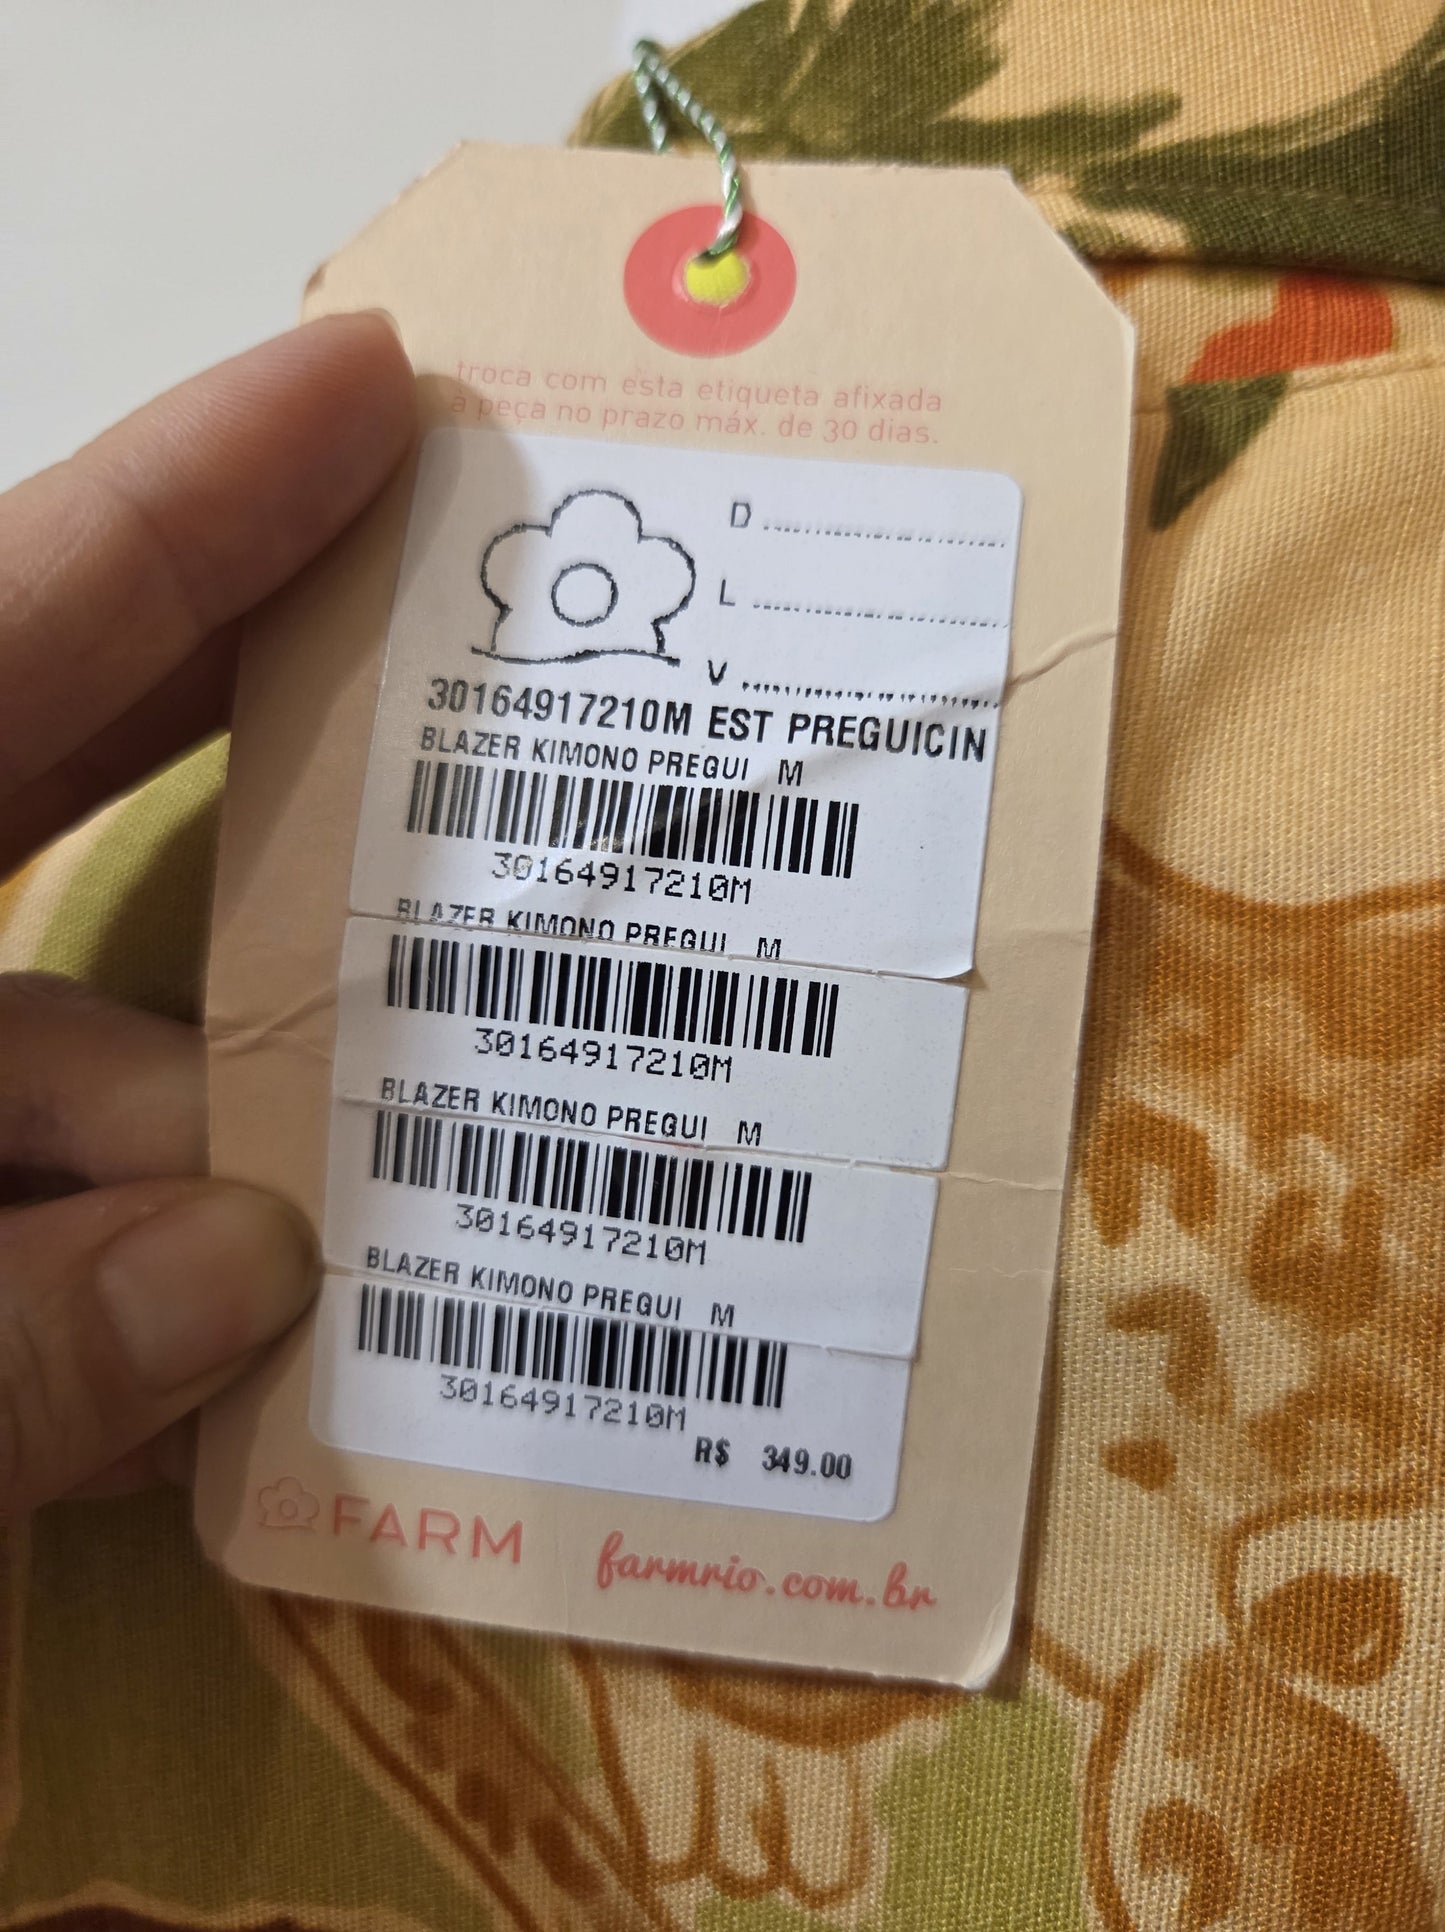 troca com esta etiqueta afixada
à peça no prazo máx. de 30 dias.
D ........................
L ........................
V ........................
30164917210M EST PREGUICIN
BLAZER KIMONO PREGUI M
30164917210M
BLAZER KIMONO PREGUI M
30164917210M
BLAZER KIMONO PREGUI M
30164917210M
BLAZER KIMONO PREGUI M
30164917210M
R$ 349.00
FARM farmrio.com.br